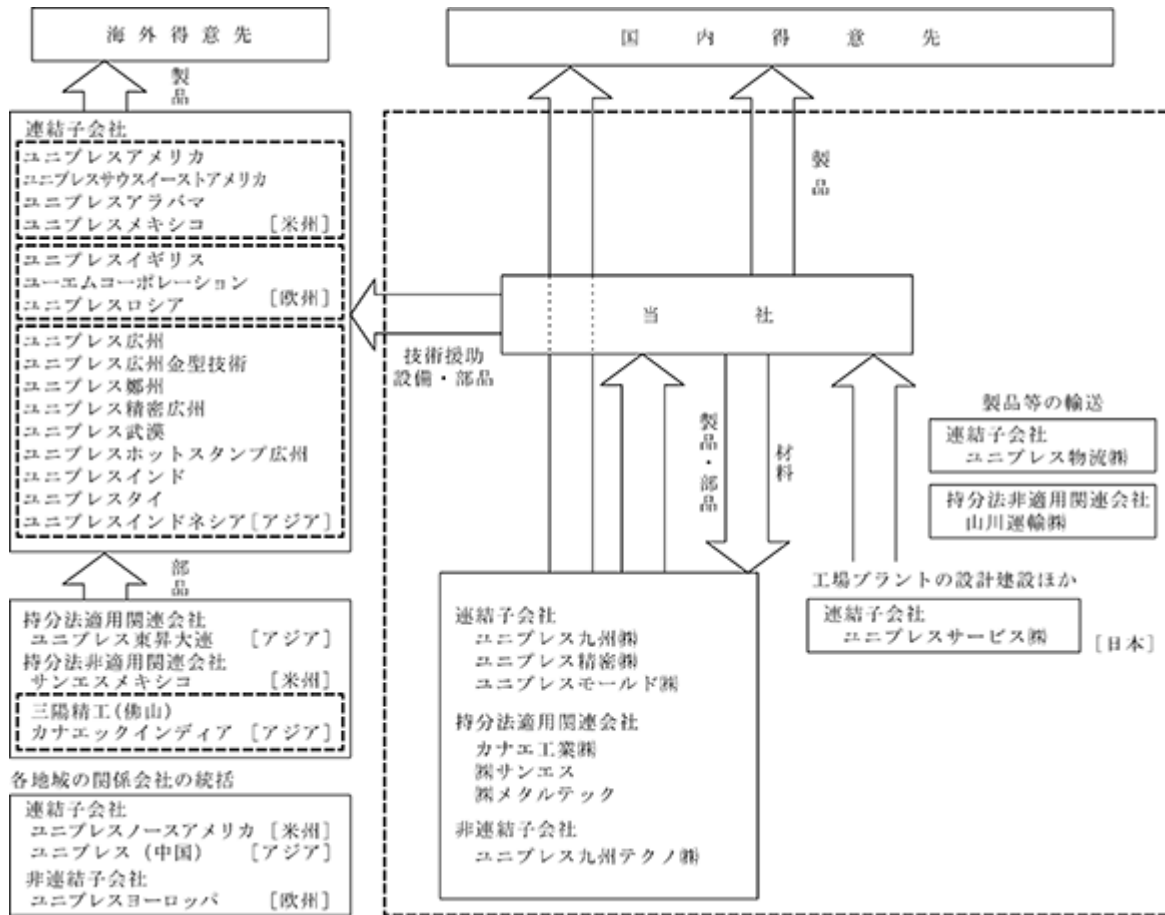 海外得意先
国内得意先
製品
連結子会社
ユニプレスアメリカ
ユニプレスサウスイーストアメリカ
ユニプレスアラバマ
ユニプレスメキシコ [米州]
ユニプレスイギリス
ユーエムコーポレーション
ユニプレスロシア [欧州]
ユニプレス広州
ユニプレス広州金型技術
ユニプレス鄭州
ユニプレス精密広州
ユニプレス武漢
ユニプレスホットスタンプ広州
ユニプレスインド
ユニプレスタイ
ユニプレスインドネシア[アジア]
部品
持分法適用関連会社
ユニプレス東昇大連 [アジア]
持分法非適用関連会社
サンエスメキシコ [米州]
三陽精工(佛山)
カナエックインディア [アジア]
各地域の関係会社の統括
連結子会社
ユニプレスノースアメリカ [米州]
ユニプレス(中国) [アジア]
非連結子会社
ユニプレスヨーロッパ [欧州]
製品
当社
技術援助
設備・部品
製品・部品
材料
製品等の輸送
連結子会社
ユニプレス物流㈱
持分法非適用関連会社
山川運輸㈱
工場プラントの設計建設ほか
連結子会社
ユニプレスサービス㈱
[日本]
連結子会社
ユニプレス九州㈱
ユニプレス精密㈱
ユニプレスモールド㈱
持分法適用関連会社
カナエ工業㈱
㈱サンエス
㈱メタルテック
非連結子会社
ユニプレス九州テクノ㈱